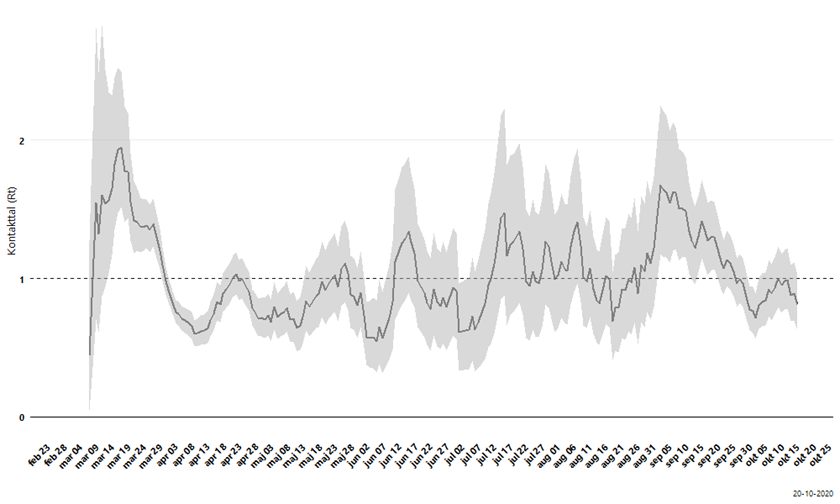 Kontakttal (Rt)
2
1
0
feb 23
feb 28
mar 04
mar 09
mar 14
mar 19
mar 24
mar 29
apr 03
apr 08
apr 13
apr 18
apr 23
apr 28
maj 03
maj 08
maj 13
maj 18
maj 23
maj 28
jun 02
jun 07
jun 12
jun 17
jun 22
jun 27
jul 02
jul 07
jul 12
jul 17
jul 22
jul 27
aug 01
aug 06
aug 11
aug 16
aug 21
aug 26
aug 31
sep 05
sep 10
sep 15
sep 20
sep 25
sep 30
okt 05
okt 10
okt 15
okt 20
okt 25
20-10-2020